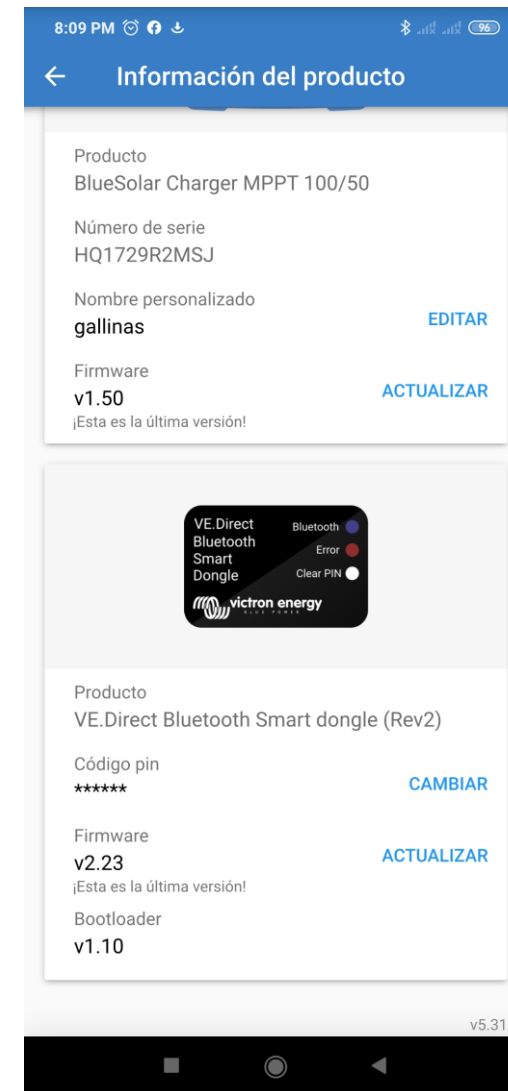 8:09 PM 96
Información del producto
Producto
BlueSolar Charger MPPT 100/50
Número de serie
HQ1729R2MSJ
Nombre personalizado
gallinas EDITAR
Firmware
v1.50 ACTUALIZAR
¡Esta es la última versión!
VE.Direct Bluetooth
Bluetooth Error
Smart
Dongle Clear PIN
victron energy
BLUE POWER
Producto
VE.Direct Bluetooth Smart dongle (Rev2)
Código pin
****** CAMBIAR
Firmware
v2.23 ACTUALIZAR
¡Esta es la última versión!
Bootloader
v1.10
v5.31